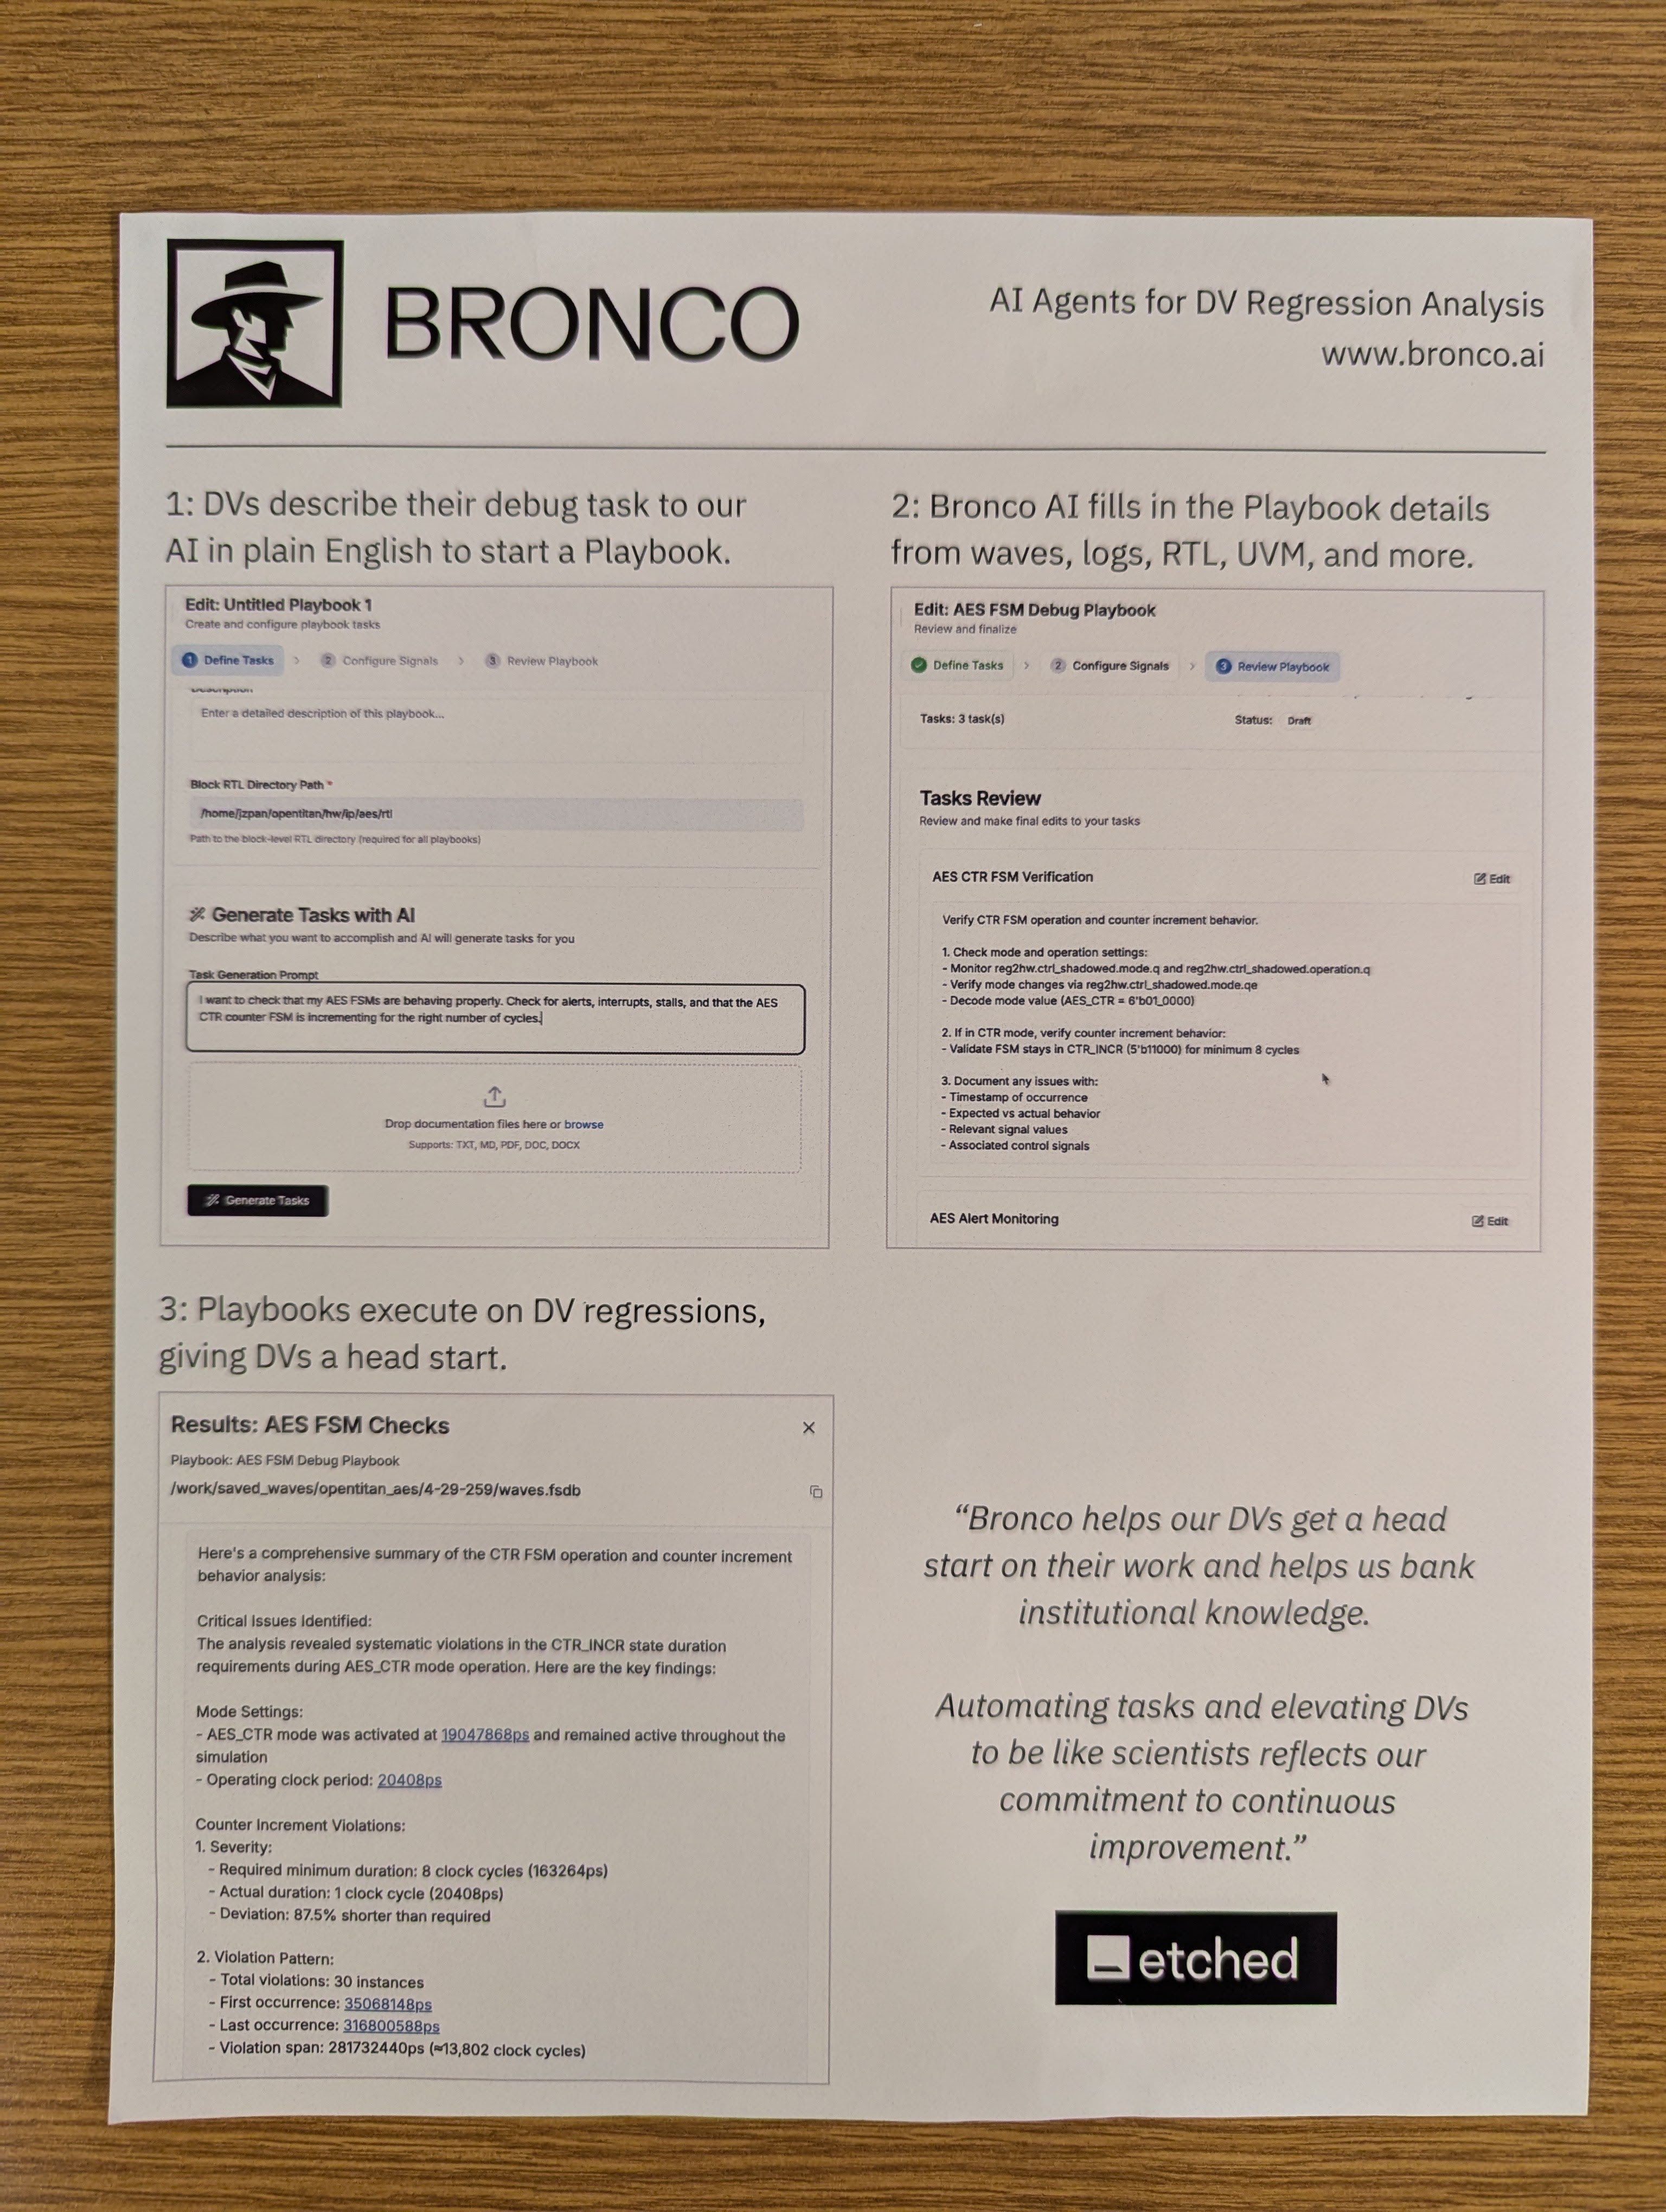 BRONCO
AI Agents for DV Regression Analysis
www.bronco.ai
1: DVs describe their debug task to our
AI in plain English to start a Playbook.
Edit: Untitled Playbook 1
Create and configure playbook tasks
1 Define Tasks > 2 Configure Signals > 3 Review Playbook
Description
Enter a detailed description of this playbook...
Block RTL Directory Path *
/home/jzpan/opentitan/hw/ip/aes/rtl
Path to the block-level RTL directory (required for all playbooks)
Generate Tasks with AI
Describe what you want to accomplish and AI will generate tasks for you
Task Generation Prompt
I want to check that my AES FSMs are behaving properly. Check for alerts, interrupts, stalls, and that the AES
CTR counter FSM is incrementing for the right number of cycles.
Drop documentation files here or browse
Supports: TXT, MD, PDF, DOC, DOCX
Generate Tasks
2: Bronco AI fills in the Playbook details
from waves, logs, RTL, UVM, and more.
Edit: AES FSM Debug Playbook
Review and finalize
Define Tasks > 2 Configure Signals > 3 Review Playbook
Tasks: 3 task(s)
Status: Draft
Tasks Review
Review and make final edits to your tasks
AES CTR FSM Verification
Edit
Verify CTR FSM operation and counter increment behavior.
1. Check mode and operation settings:
- Monitor reg2hw.ctrl_shadowed.mode.q and reg2hw.ctrl_shadowed.operation.q
- Verify mode changes via reg2hw.ctrl_shadowed.mode.qe
- Decode mode value (AES_CTR = 6'b01_0000)
2. If in CTR mode, verify counter increment behavior:
- Validate FSM stays in CTR_INCR (5'b11000) for minimum 8 cycles
3. Document any issues with:
- Timestamp of occurrence
- Expected vs actual behavior
- Relevant signal values
- Associated control signals
AES Alert Monitoring
Edit
3: Playbooks execute on DV regressions,
giving DVs a head start.
Results: AES FSM Checks
Playbook: AES FSM Debug Playbook
/work/saved_waves/opentitan_aes/4-29-259/waves.fsdb
Here's a comprehensive summary of the CTR FSM operation and counter increment
behavior analysis:
Critical Issues Identified:
The analysis revealed systematic violations in the CTR_INCR state duration
requirements during AES_CTR mode operation. Here are the key findings:
Mode Settings:
- AES_CTR mode was activated at 19047868ps and remained active throughout the
simulation
- Operating clock period: 20408ps
Counter Increment Violations:
1. Severity:
- Required minimum duration: 8 clock cycles (163264ps)
- Actual duration: 1 clock cycle (20408ps)
- Deviation: 87.5% shorter than required
2. Violation Pattern:
- Total violations: 30 instances
- First occurrence: 35068148ps
- Last occurrence: 316800588ps
- Violation span: 281732440ps (≈13,802 clock cycles)
“Bronco helps our DVs get a head
start on their work and helps us bank
institutional knowledge.
Automating tasks and elevating DVs
to be like scientists reflects our
commitment to continuous
improvement.”
etched